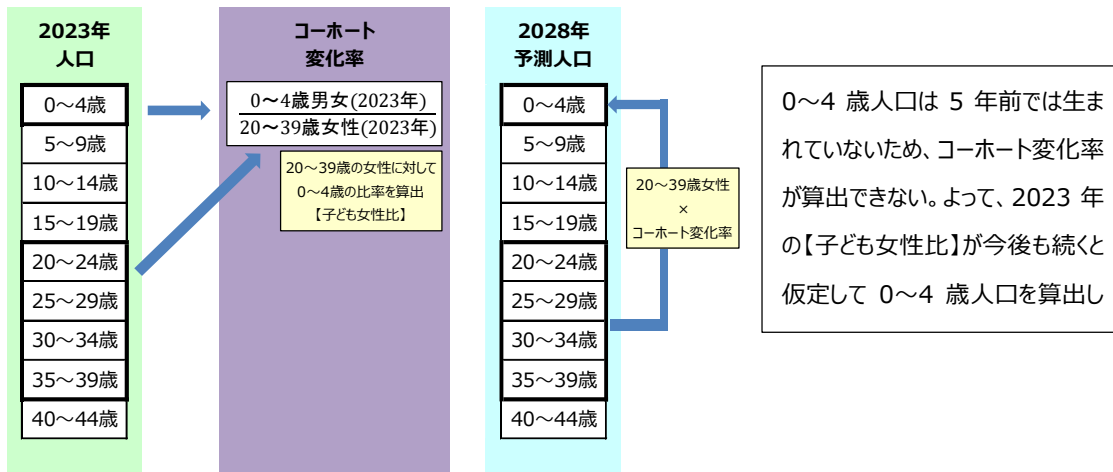 2023年
人口
0～4歳
5～9歳
10～14歳
15～19歳
20～24歳
25～29歳
30～34歳
35～39歳
40～44歳
コーホート
変化率
0～4歳男女(2023年)
20～39歳女性(2023年)
20～39歳の女性に対して
0～4歳の比率を算出
【子ども女性比】
2028年
予測人口
0～4歳
5～9歳
10～14歳
15～19歳
20～24歳
25～29歳
30～34歳
35～39歳
40～44歳
20～39歳女性
×
コーホート変化率
0～4 歳人口は 5 年前では生ま
れていないため、コーホート変化率
が算出できない。よって、2023 年
の【子ども女性比】が今後も続くと
仮定して 0～4 歳人口を算出し